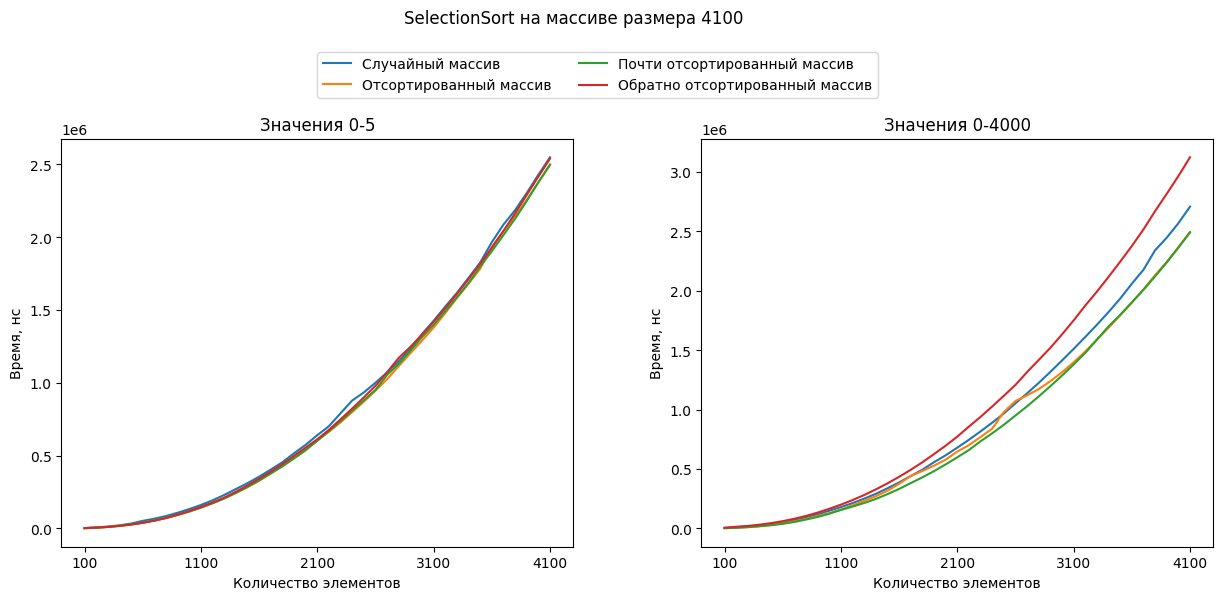 SelectionSort на массиве размера 4100
Случайный массив
Отсортированный массив
Почти отсортированный массив
Обратно отсортированный массив
Значения 0-5
1e6
2.5
2.0
1.5
1.0
0.5
0.0
Время, нс
100 1100 2100 3100 4100
Количество элементов
Значения 0-4000
1e6
3.0
2.5
2.0
1.5
1.0
0.5
0.0
Время, нс
100 1100 2100 3100 4100
Количество элементов